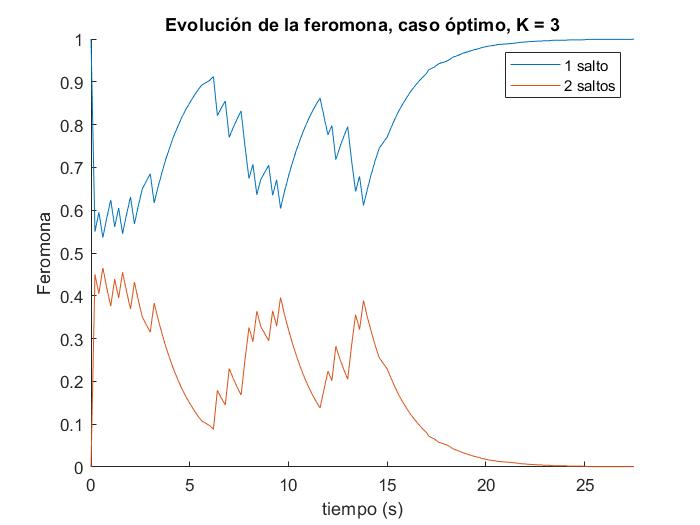 Evolución de la feromona, caso óptimo, K = 3
1 salto
2 saltos
Feromona
1
0.9
0.8
0.7
0.6
0.5
0.4
0.3
0.2
0.1
0
0 5 10 15 20 25
tiempo (s)